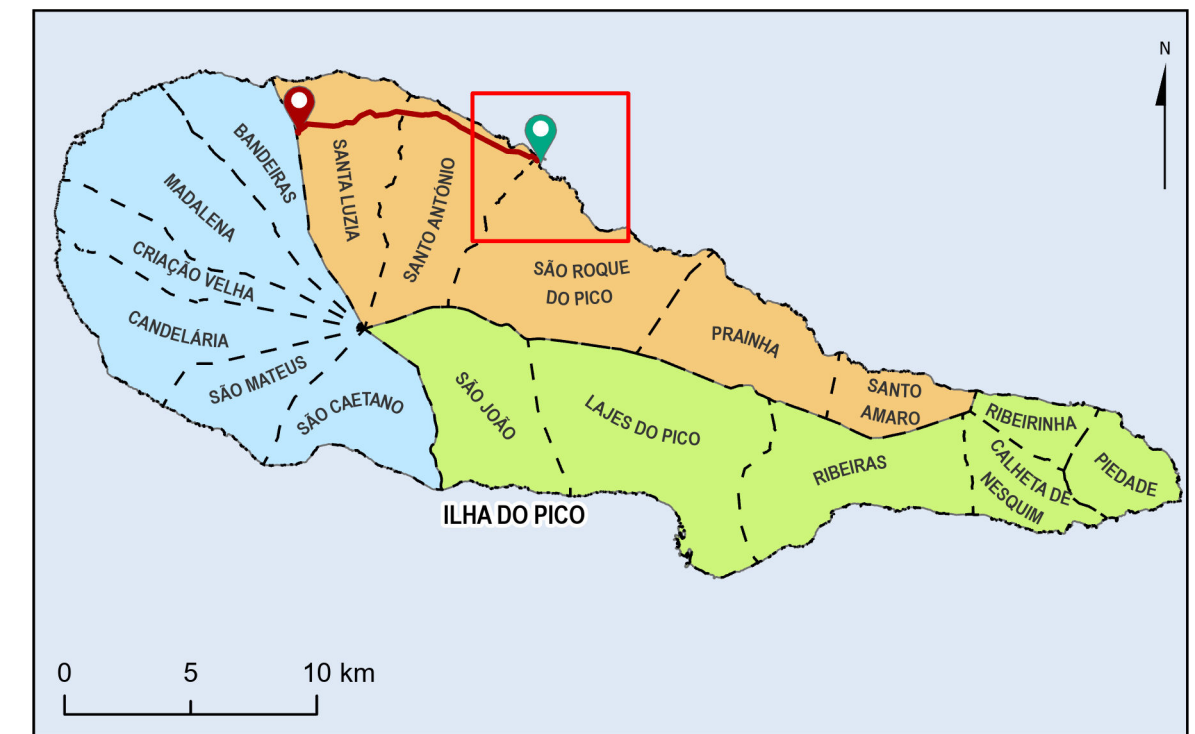 N
BANDEIRAS
MADALENA
CRIAÇÃO VELHA
CANDELÁRIA
SÃO MATEUS
SÃO CAETANO
SANTA LUZIA
SANTO ANTÓNIO
SÃO ROQUE
DO PICO
PRAINHA
SANTO
AMARO
SÃO JOÃO
LAJES DO PICO
RIBEIRAS
RIBEIRINHA
CALHETA DE
NESQUIM
PIEDADE
ILHA DO PICO
0 5 10 km